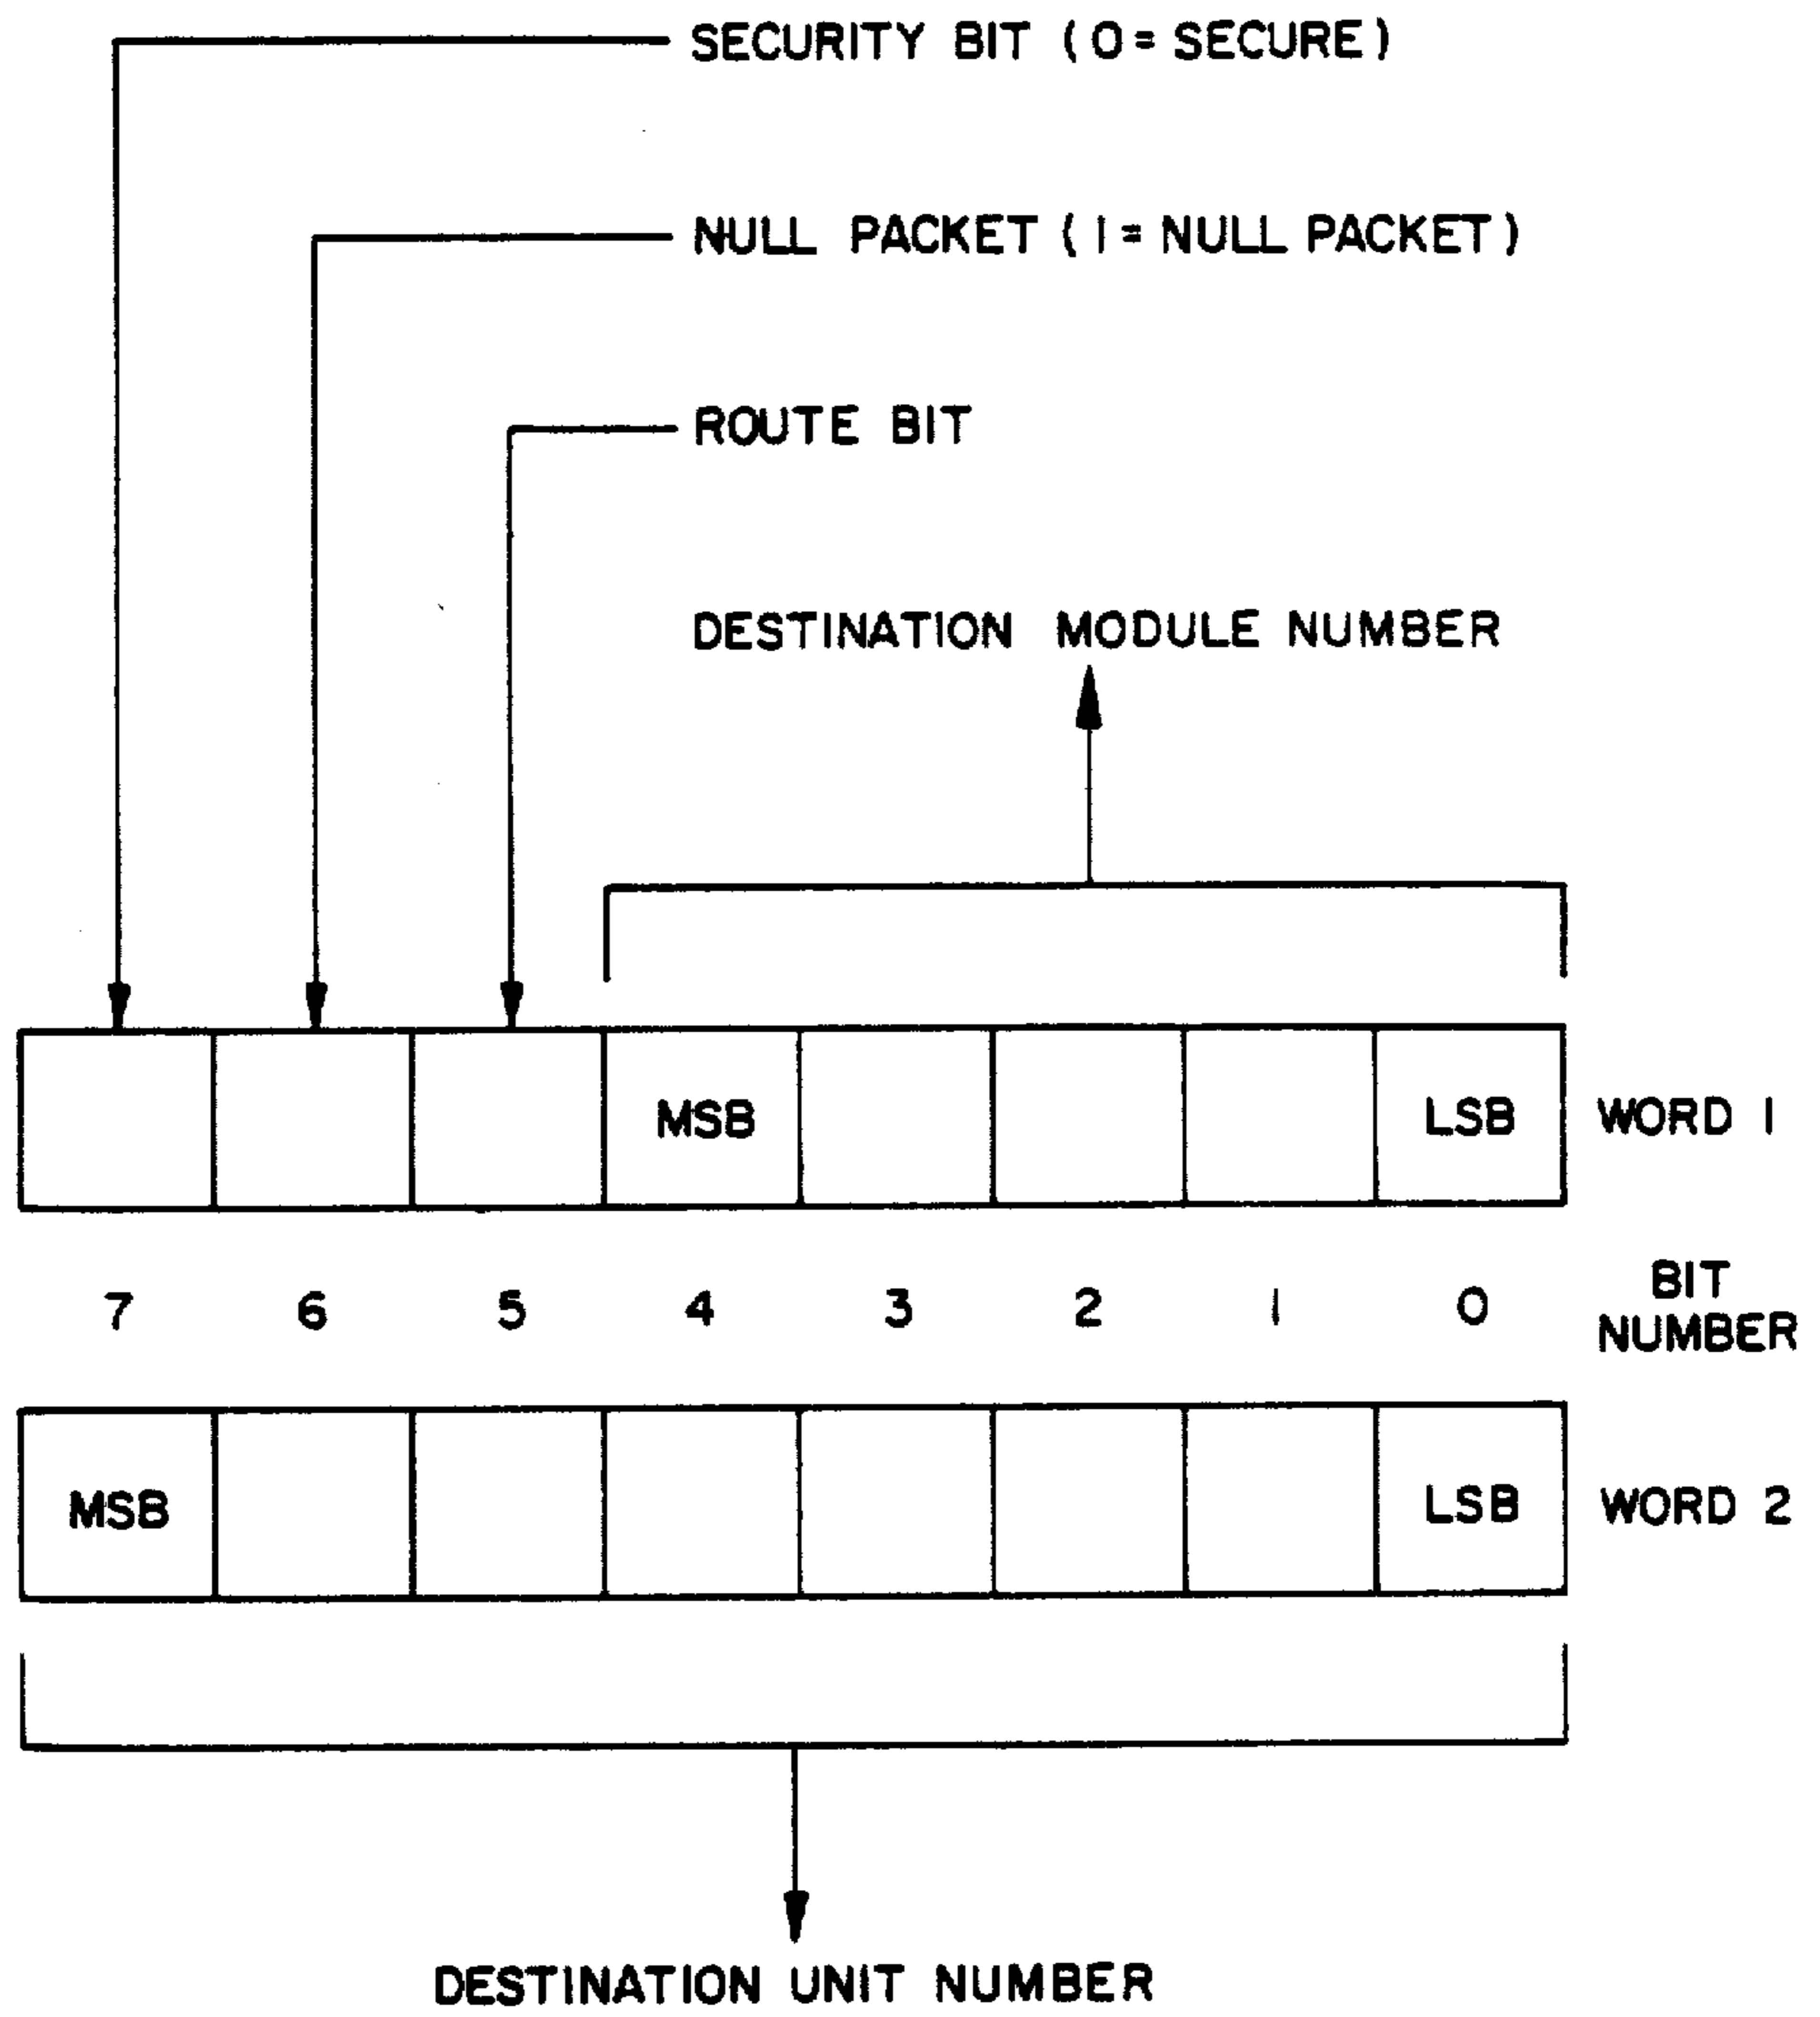 SECURITY BIT (0 = SECURE)
NULL PACKET (1 = NULL PACKET)
ROUTE BIT
DESTINATION MODULE NUMBER
MSB LSB WORD 1
7 6 5 4 3 2 1 0 BIT NUMBER
MSB LSB WORD 2
DESTINATION UNIT NUMBER